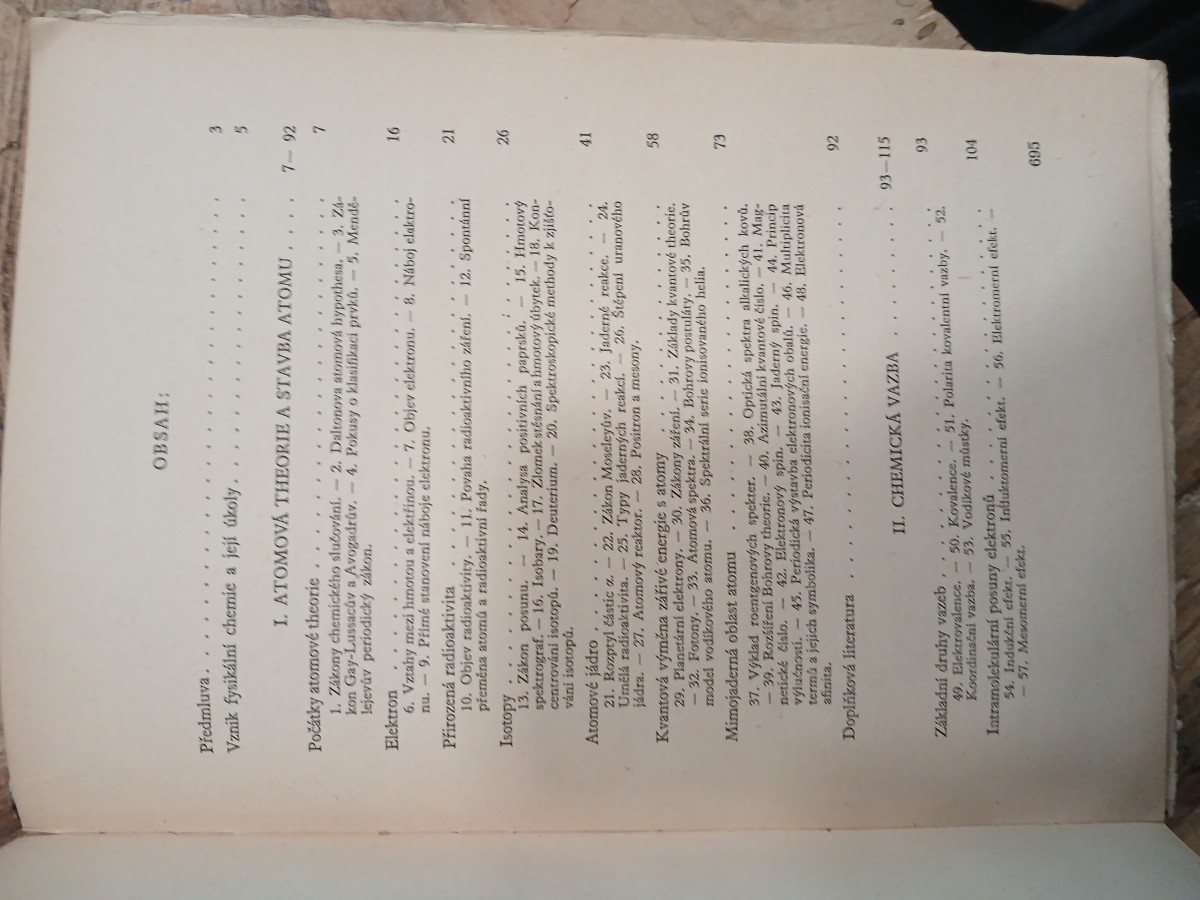 OBSAH:
Předmluva . . . . . . . . . . . . . . . . . . . . 3
Vznik fysikální chemie a její úkoly . . . . . . . . . . . . . . . . 5
I. ATOMOVÁ THEORIE A STAVBA ATOMU . . . . 7— 92
Počátky atomové theorie . . . . . . . . . . . . . . . . . . 7
1. Zákony chemického slučování. — 2. Daltonova atomová hypothesa. — 3. Zá-
kon Gay-Lussacův a Avogadrův. — 4. Pokusy o klasifikaci prvků. — 5. Mendě-
lejevův periodický zákon.
Elektron . . . . . . . . . . . . . . . . . . . . . . 16
6. Vztahy mezi hmotou a elektřinou. — 7. Objev elektronu. — 8. Náboj elektro-
nu. — 9. Přímé stanovení náboje elektronu.
Přirozená radioaktivita . . . . . . . . . . . . . . . . . . 21
10. Objev radioaktivity. — 11. Povaha radioaktivního záření. — 12. Spontánní
přeměna atomů a radioaktivní řady.
Isotopy . . . . . . . . . . . . . . . . . . . . . . 26
13. Zákon posunu. — 14. Analysa positivních paprsků. — 15. Hmotový
spektrograf. — 16. Isobary. — 17. Zlomek stěsnání a hmotový úbytek. — 18. Kon-
centrování isotopů. — 19. Deuterium. — 20. Spektroskopické methody k zjišťo-
vání isotopů.
Atomové jádro . . . . . . . . . . . . . . . . . . . . 41
21. Rozptyl částic α. — 22. Zákon Moseleyův. — 23. Jaderné reakce. — 24.
Umělá radioaktivita. — 25. Typy jaderných reakcí. — 26. Štěpení uranového
jádra. — 27. Atomový reaktor. — 28. Positron a mesony.
Kvantová výměna zářivé energie s atomy . . . . . . . . . . . . . 58
29. Planetární elektrony. — 30. Zákony záření. — 31. Základy kvantové theorie.
— 32. Fotony. — 33. Atomová spektra. — 34. Bohrovy postuláty. — 35. Bohrův
model vodíkového atomu. — 36. Spektrální serie ionisovaného helia.
Mimojaderná oblast atomu . . . . . . . . . . . . . . . . . 73
37. Výklad roentgenových spekter. — 38. Optická spektra alkalických kovů.
— 39. Rozšíření Bohrovy theorie. — 40. Azimutální kvantové číslo. — 41. Mag-
netické číslo. — 42. Elektronový spin. — 43. Jaderný spin. — 44. Princip
výlučnosti. — 45. Periodická výstavba elektronových obalů. — 46. Multiplicita
termů a jejich symbolika. — 47. Periodicita ionisační energie. — 48. Elektronová
afinita.
Doplňková literatura . . . . . . . . . . . . . . . . . . . 92
II. CHEMICKÁ VAZBA . . . . . . . . . . 93—115
Základní druhy vazeb . . . . . . . . . . . . . . . . . . . 93
49. Elektrovalence. — 50. Kovalence. — 51. Polarita kovalentní vazby. — 52.
Koordinační vazba. — 53. Vodíkové můstky.
Intramolekulární posuny elektronů . . . . . . . . . . . . . . . 104
54. Indukční efekt. — 55. Induktomerní efekt. — 56. Elektromerní efekt. —
— 57. Mesomerní efekt.
695